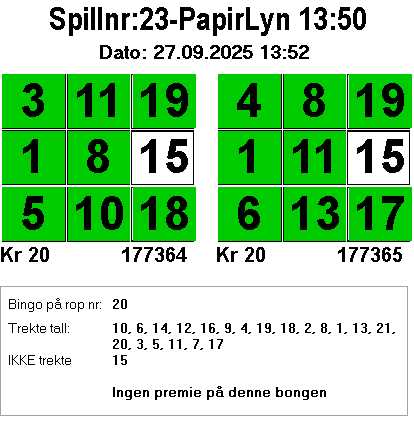 Spillnr:23-PapirLyn 13:50
Dato: 27.09.2025 13:52
3 11 19 4 8 19
1 8 15 1 11 15
5 10 18 6 13 17
Kr 20 177364 Kr 20 177365
Bingo på rop nr: 20
Trekte tall: 10, 6, 14, 12, 16, 9, 4, 19, 18, 2, 8, 1, 13, 21,
20, 3, 5, 11, 7, 17
IKKE trekte 15
Ingen premie på denne bongen